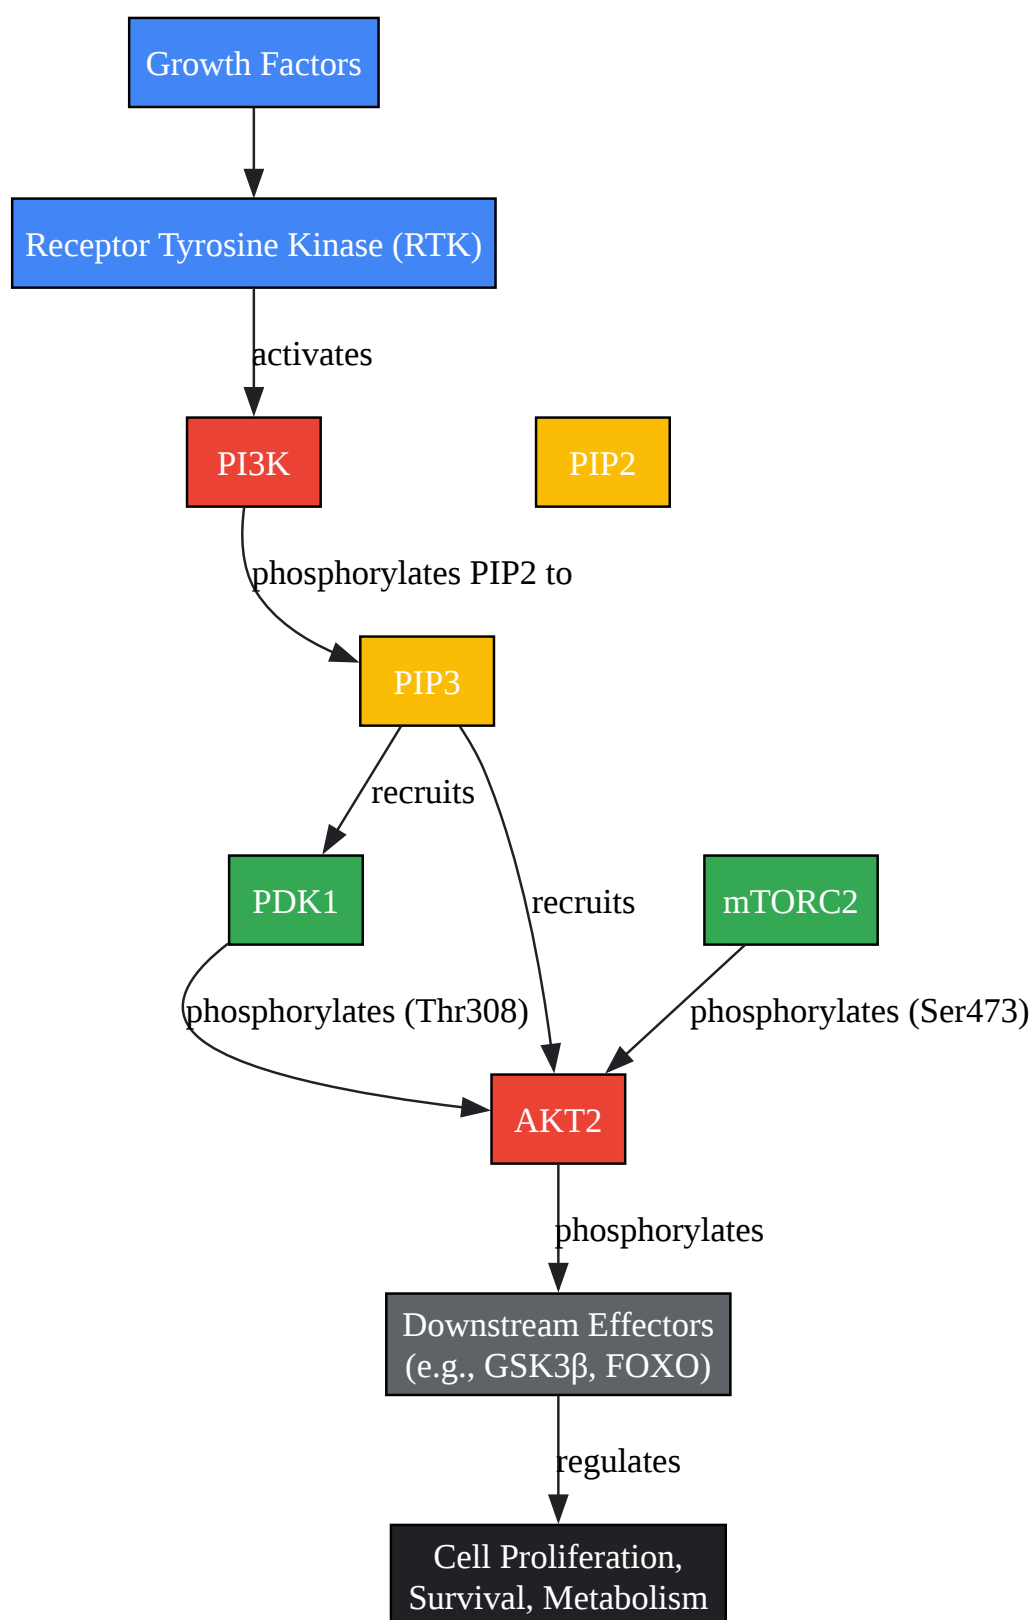 Growth Factors
Receptor Tyrosine Kinase (RTK)
activates
PI3K
PIP2
phosphorylates PIP2 to
PIP3
recruits
PDK1
recruits
mTORC2
phosphorylates (Thr308)
phosphorylates (Ser473)
AKT2
phosphorylates
Downstream Effectors
(e.g., GSK3β, FOXO)
regulates
Cell Proliferation,
Survival, Metabolism